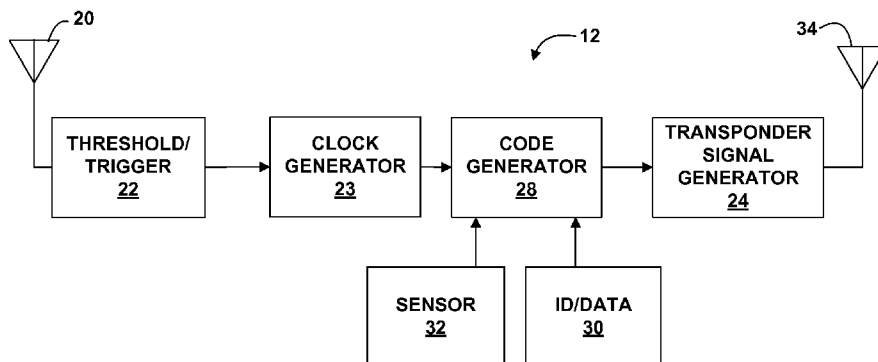 20
12
34
THRESHOLD/
TRIGGER
22
CLOCK
GENERATOR
23
CODE
GENERATOR
28
TRANSPONDER
SIGNAL
GENERATOR
24
SENSOR
32
ID/DATA
30